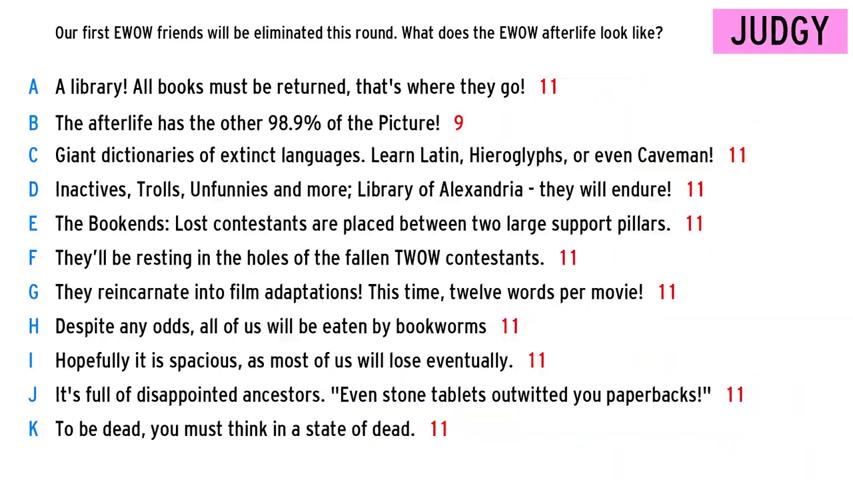 Our first EWOW friends will be eliminated this round. What does the EWOW afterlife look like?
JUDGY
A A library! All books must be returned, that's where they go! 11
B The afterlife has the other 98.9% of the Picture! 9
C Giant dictionaries of extinct languages. Learn Latin, Hieroglyphs, or even Caveman! 11
D Inactives, Trolls, Unfunnies and more; Library of Alexandria - they will endure! 11
E The Bookends: Lost contestants are placed between two large support pillars. 11
F They’ll be resting in the holes of the fallen TWOW contestants. 11
G They reincarnate into film adaptations! This time, twelve words per movie! 11
H Despite any odds, all of us will be eaten by bookworms 11
I Hopefully it is spacious, as most of us will lose eventually. 11
J It's full of disappointed ancestors. "Even stone tablets outwitted you paperbacks!" 11
K To be dead, you must think in a state of dead. 11